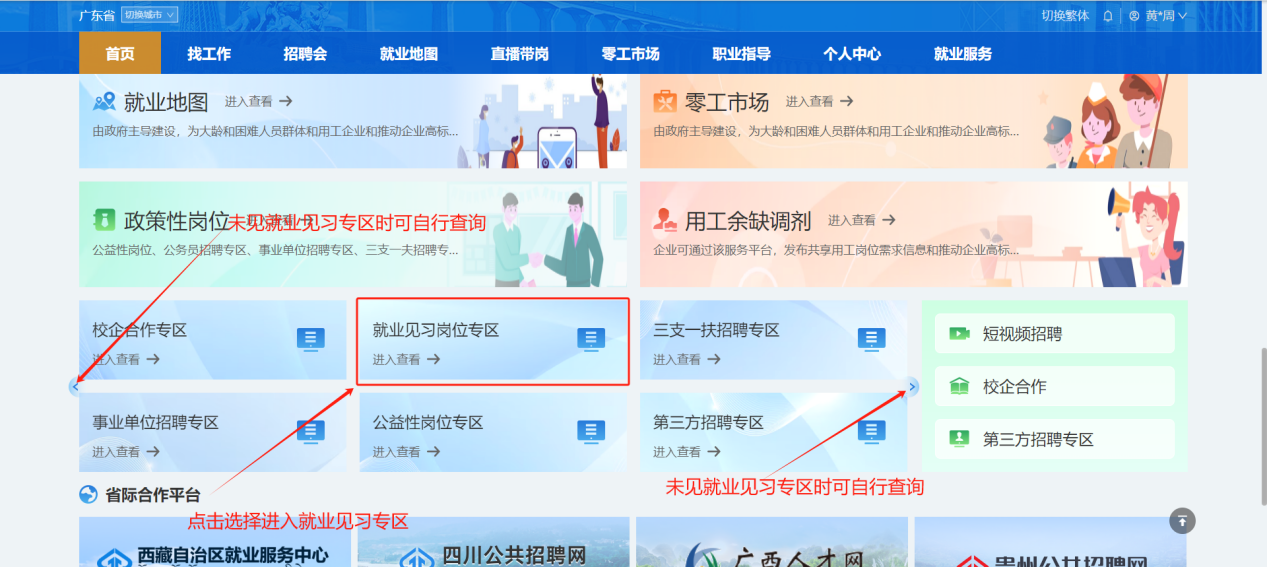 广东省 切换城市
切换繁体 黄*周
首页 找工作 招聘会 就业地图 直播带岗 零工市场 职业指导 个人中心 就业服务
就业地图 进入查看
由政府主导建设，为大龄和困难人员群体和用工企业和推动企业高标...
零工市场 进入查看
由政府主导建设，为大龄和困难人员群体和用工企业和推动企业高标...
政策性岗位
未见就业见习专区时可自行查询
公益性岗位、公务员招聘专区、事业单位招聘专区、三支一夫招聘专...
用工余缺调剂 进入查看
企业可通过该服务平台，发布共享用工岗位需求信息和推动企业高标...
校企合作专区
进入查看
就业见习岗位专区
进入查看
三支一扶招聘专区
进入查看
短视频招聘
校企合作
第三方招聘专区
事业单位招聘专区
进入查看
公益性岗位专区
进入查看
第三方招聘专区
进入查看
未见就业见习专区时可自行查询
省际合作平台
点击选择进入就业见习专区
西藏自治区就业服务中心
四川公共招聘网
广西人才网
贵州公共招聘网